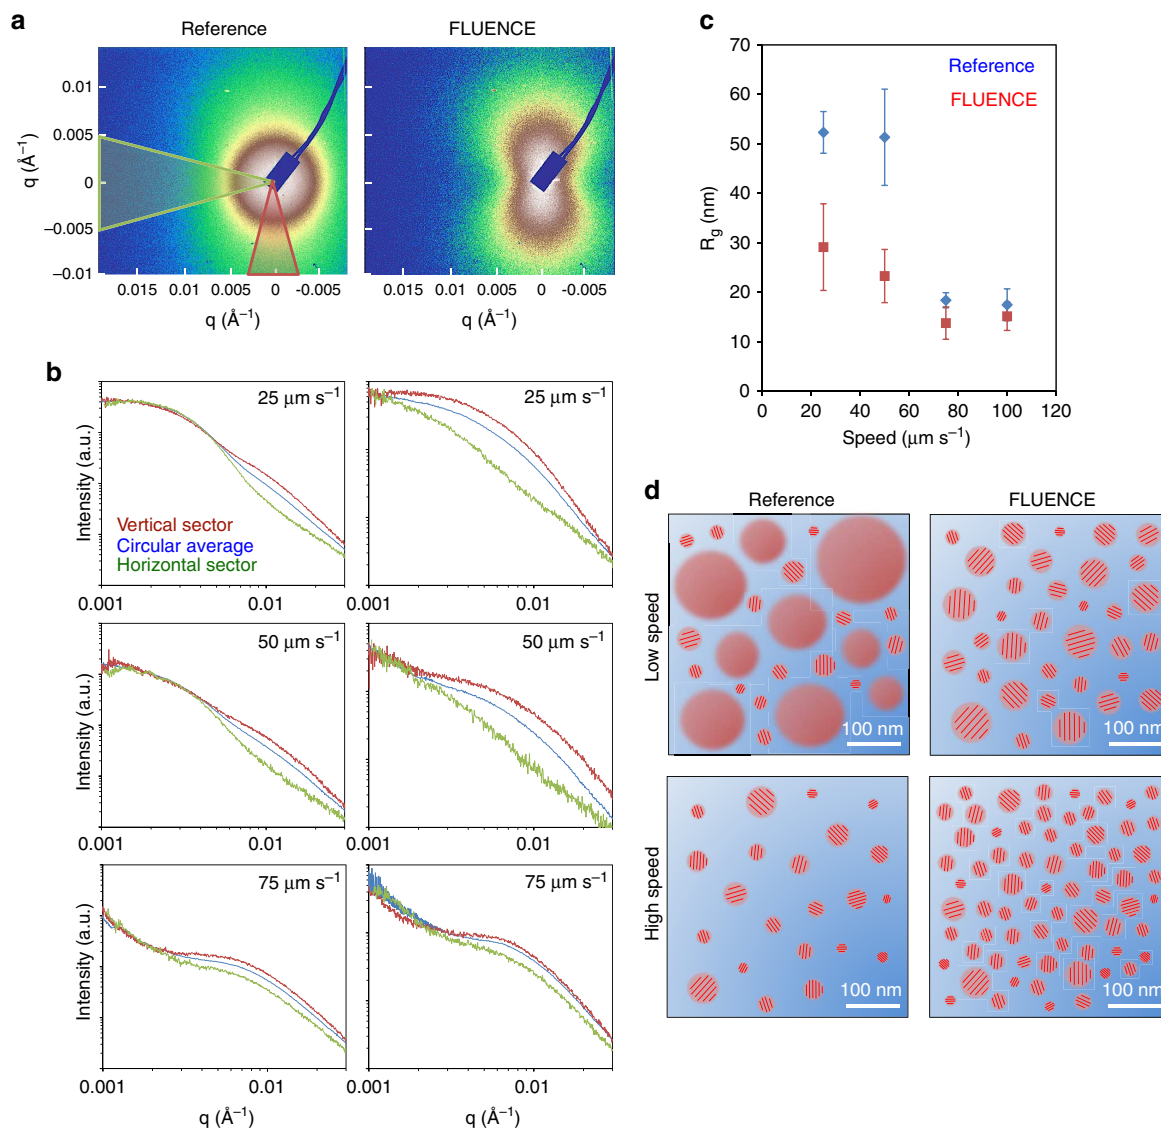 a
Reference
FLUENCE
q (Å⁻¹)
0.01
0.005
0
−0.005
−0.01
0.015 0.01 0.005 0 -0.005
0.015 0.01 0.005 0 -0.005
q (Å⁻¹)
q (Å⁻¹)
b
25 μm s⁻¹
25 μm s⁻¹
Intensity (a.u.)
Vertical sector
Circular average
Horizontal sector
0.001 0.01
0.001 0.01
50 μm s⁻¹
50 μm s⁻¹
Intensity (a.u.)
0.001 0.01
0.001 0.01
75 μm s⁻¹
75 μm s⁻¹
Intensity (a.u.)
0.001 0.01
0.001 0.01
q (Å⁻¹)
q (Å⁻¹)
c
Reference
FLUENCE
Rg (nm)
70
60
50
40
30
20
10
0
0 20 40 60 80 100 120
Speed (μm s⁻¹)
d
Reference
FLUENCE
Low speed
100 nm
100 nm
High speed
100 nm
100 nm